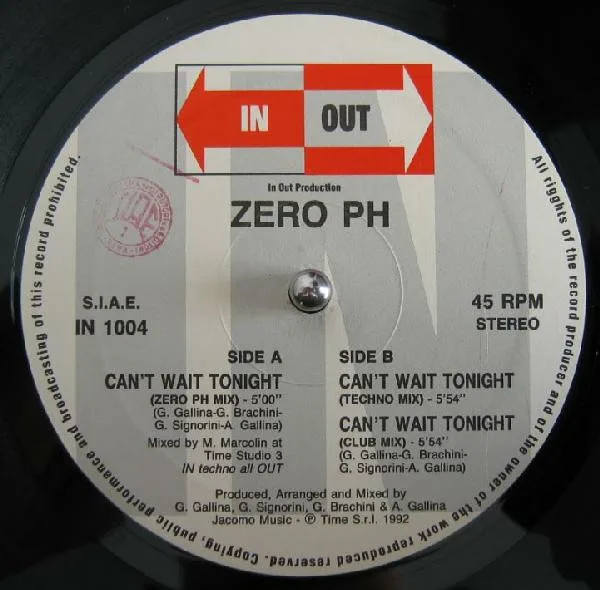 IN OUT
In Out Production
ZERO PH
S.I.A.E.
IN 1004
45 RPM
STEREO
SIDE A
CAN'T WAIT TONIGHT
(ZERO PH MIX) - 5'00"
(G. Gallina-G. Brachini-
G. Signorini-A. Gallina)
Mixed by M. Marcolin at
Time Studio 3
IN techno all OUT
SIDE B
CAN'T WAIT TONIGHT
(TECHNO MIX) - 5'54"
CAN'T WAIT TONIGHT
(CLUB MIX) - 5'54"
(G. Gallina-G. Brachini-
G. Signorini-A. Gallina)
Produced, Arranged and Mixed by
G. Gallina, G. Signorini, G. Brachini & A. Gallina
Jacomo Music - ℗ Time S.r.l. 1992
All rigghts of the record producer and of the owner of the work reproduced reserved. Copying, public performance and broadcasting of this record prohibited.